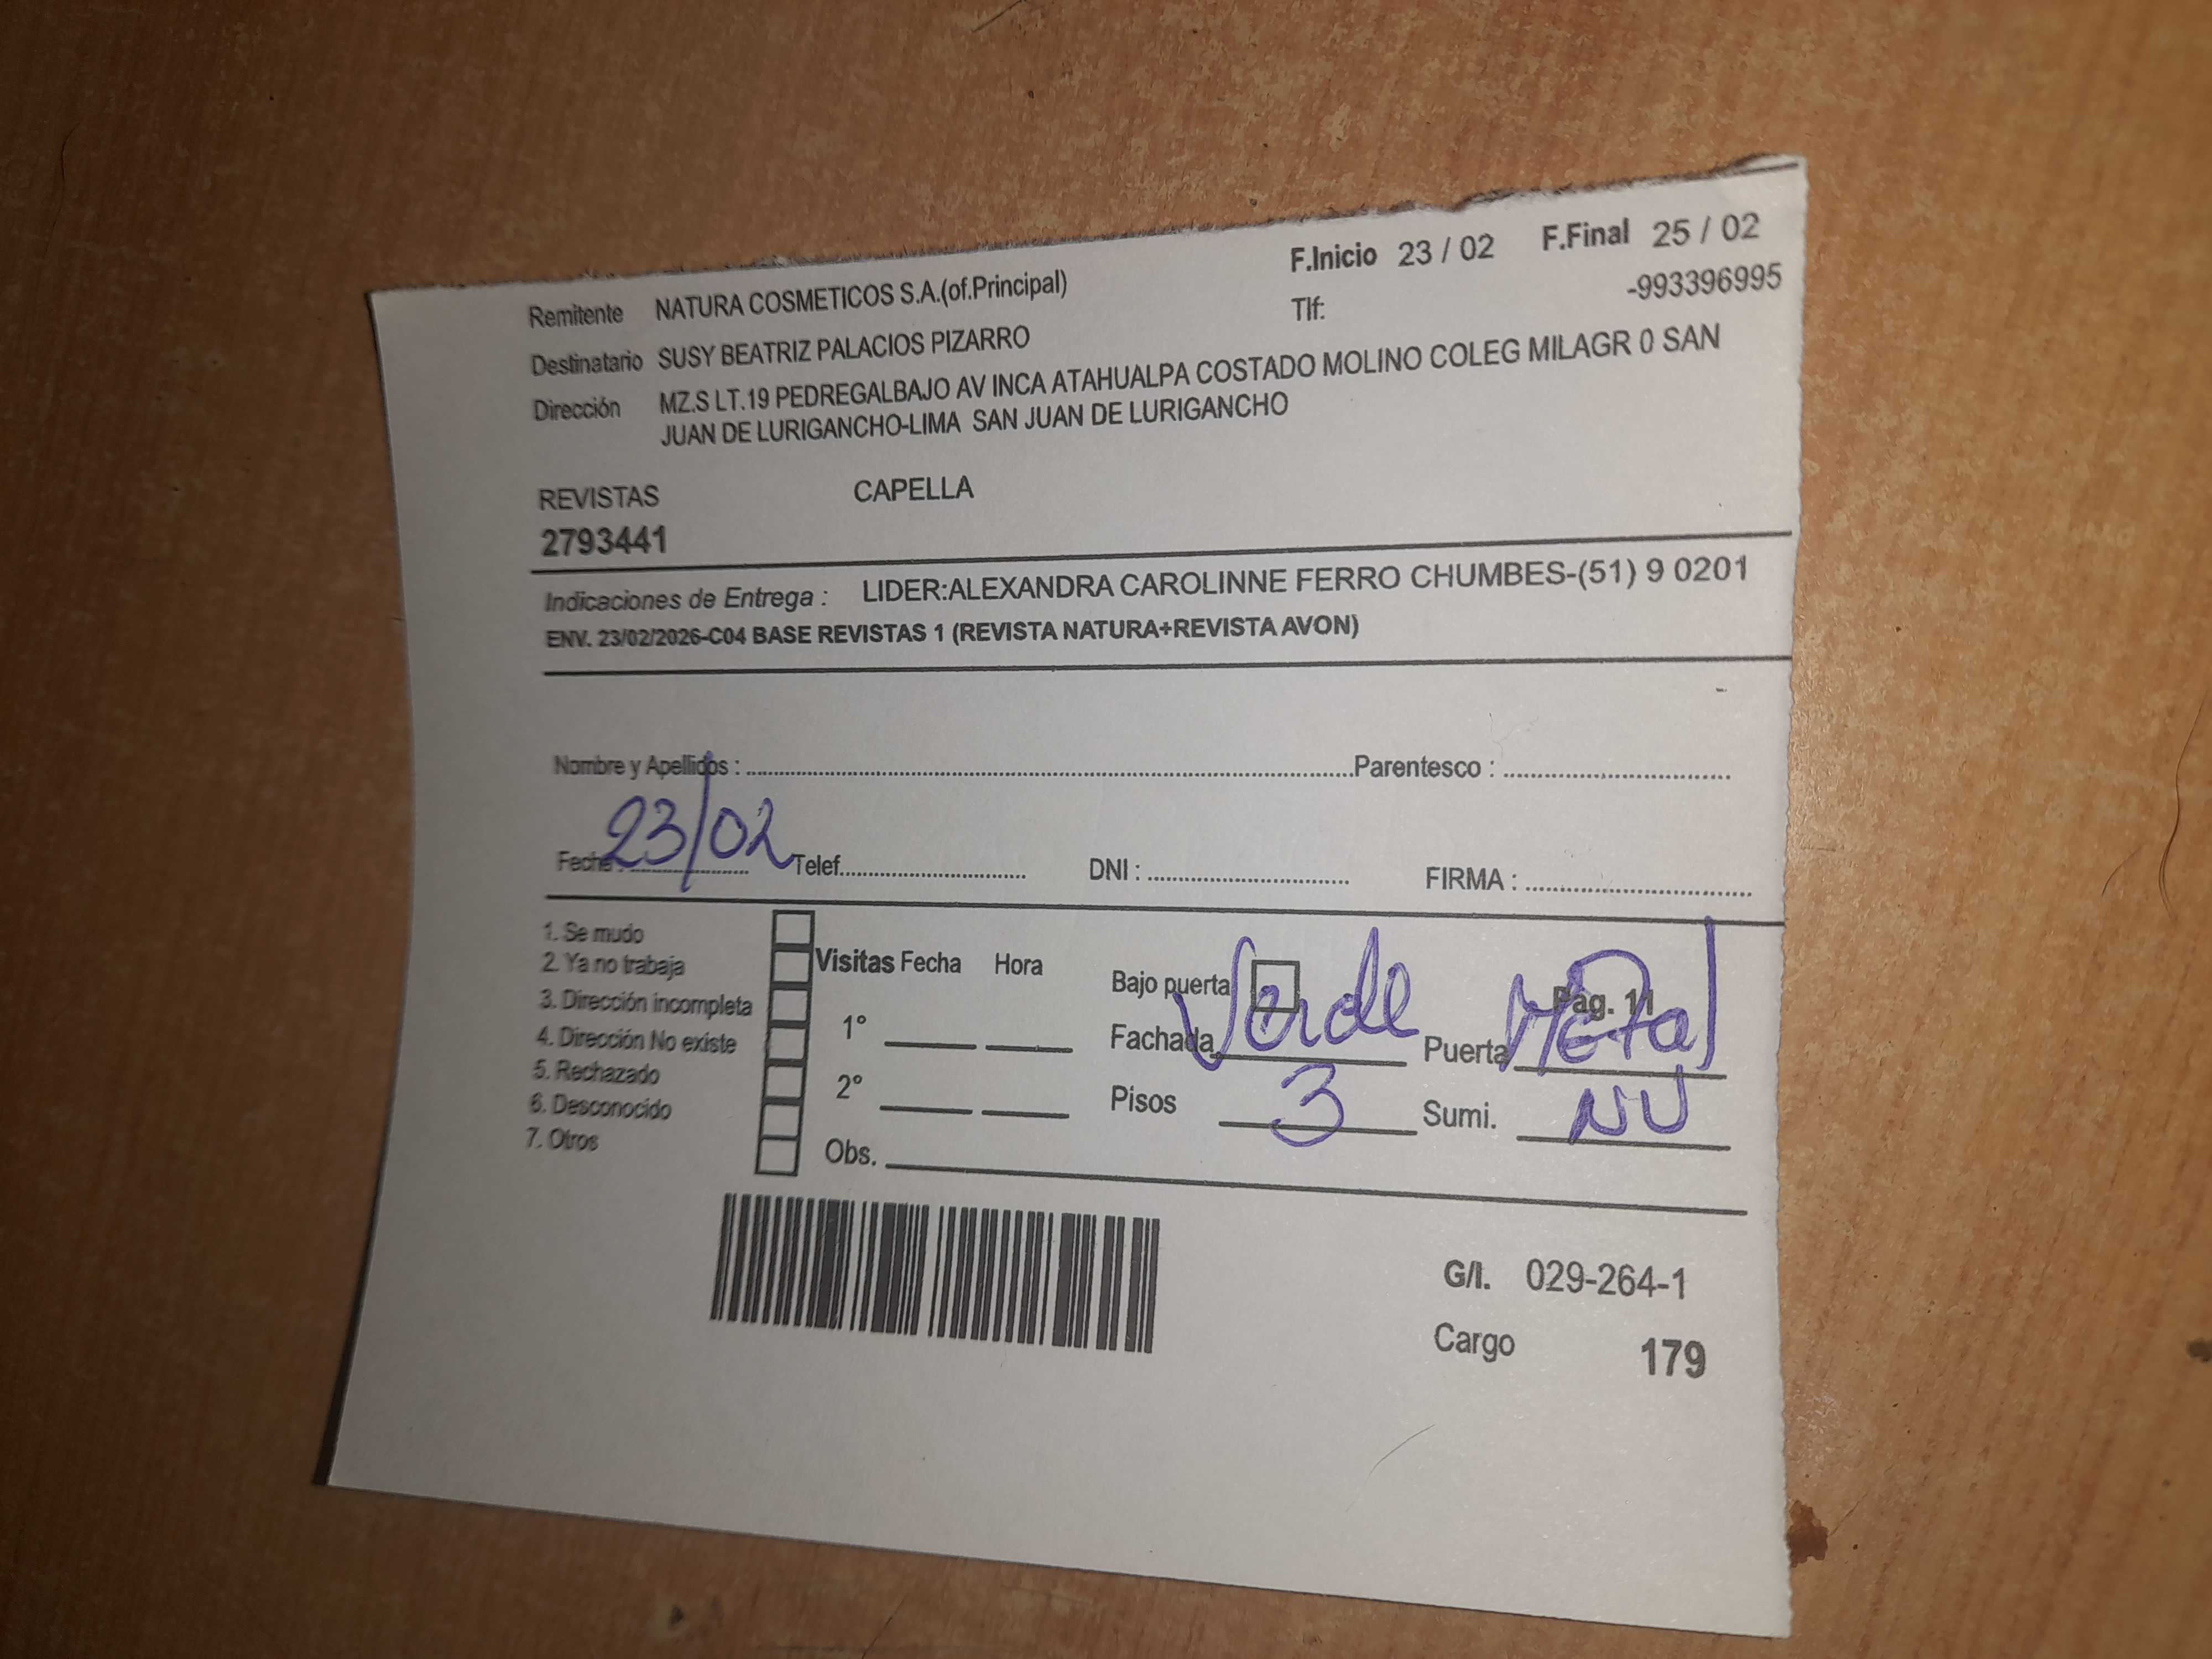 F.Inicio 23 / 02 F.Final 25 / 02
Remitente NATURA COSMETICOS S.A.(of.Principal) Tlf: -993396995
Destinatario SUSY BEATRIZ PALACIOS PIZARRO
Dirección MZ.S LT.19 PEDREGALBAJO AV INCA ATAHUALPA COSTADO MOLINO COLEG MILAGR 0 SAN
JUAN DE LURIGANCHO-LIMA SAN JUAN DE LURIGANCHO
REVISTAS CAPELLA
2793441
Indicaciones de Entrega : LIDER:ALEXANDRA CAROLINNE FERRO CHUMBES-(51) 9 0201
ENV. 23/02/2026-C04 BASE REVISTAS 1 (REVISTA NATURA+REVISTA AVON)
Nombre y Apellidos : Parentesco :
Fecha : 23/02 Telef. DNI : FIRMA :
1. Se mudo
2. Ya no trabaja
3. Dirección incompleta
4. Dirección No existe
5. Rechazado
6. Desconocido
7. Otros
Visitas Fecha Hora
1°
2°
Obs.
Bajo puerta Pag. 11
Fachada Verde Puerta Metal
Pisos 3 Sumi. NU
G/I. 029-264-1
Cargo 179